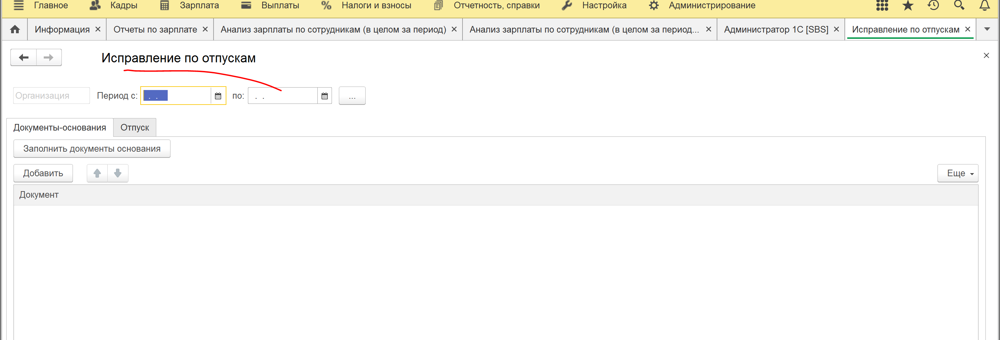 Главное Кадры Зарплата Выплаты % Налоги и взносы Отчетность, справки Настройка Администрирование
Информация Отчеты по зарплате Анализ зарплаты по сотрудникам (в целом за период) Анализ зарплаты по сотрудникам (в целом за период... Администратор 1С [SBS] Исправление по отпускам
Исправление по отпускам
Организация Период с: . . по: . . ...
Документы-основания Отпуск
Заполнить документы основания
Добавить Еще
Документ